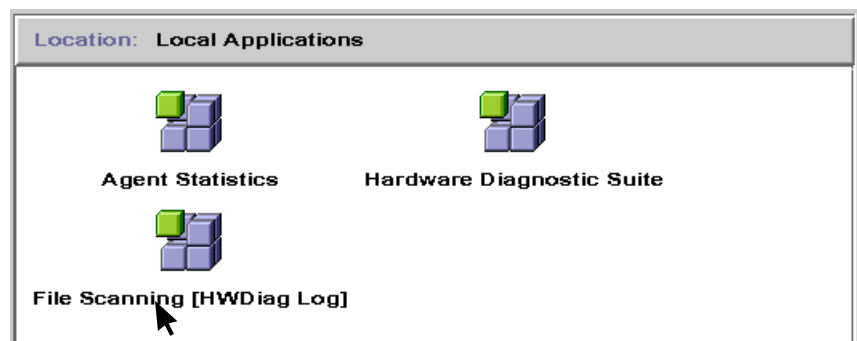 Location: Local Applications
Agent Statistics
Hardware Diagnostic Suite
File Scanning [HWDiag Log]